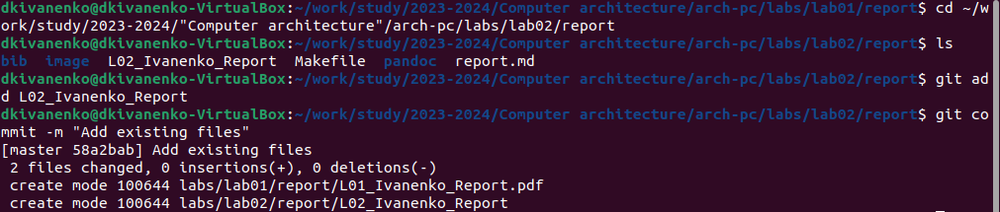 dkivanenko@dkivanenko-VirtualBox:~/work/study/2023-2024/Computer architecture/arch-pc/labs/lab01/report$ cd ~/w
ork/study/2023-2024/"Computer architecture"/arch-pc/labs/lab02/report
dkivanenko@dkivanenko-VirtualBox:~/work/study/2023-2024/Computer architecture/arch-pc/labs/lab02/report$ ls
bib  image  L02_Ivanenko_Report  Makefile  pandoc  report.md
dkivanenko@dkivanenko-VirtualBox:~/work/study/2023-2024/Computer architecture/arch-pc/labs/lab02/report$ git ad
d L02_Ivanenko_Report
dkivanenko@dkivanenko-VirtualBox:~/work/study/2023-2024/Computer architecture/arch-pc/labs/lab02/report$ git co
mmit -m "Add existing files"
[master 58a2bab] Add existing files
 2 files changed, 0 insertions(+), 0 deletions(-)
 create mode 100644 labs/lab01/report/L01_Ivanenko_Report.pdf
 create mode 100644 labs/lab02/report/L02_Ivanenko_Report